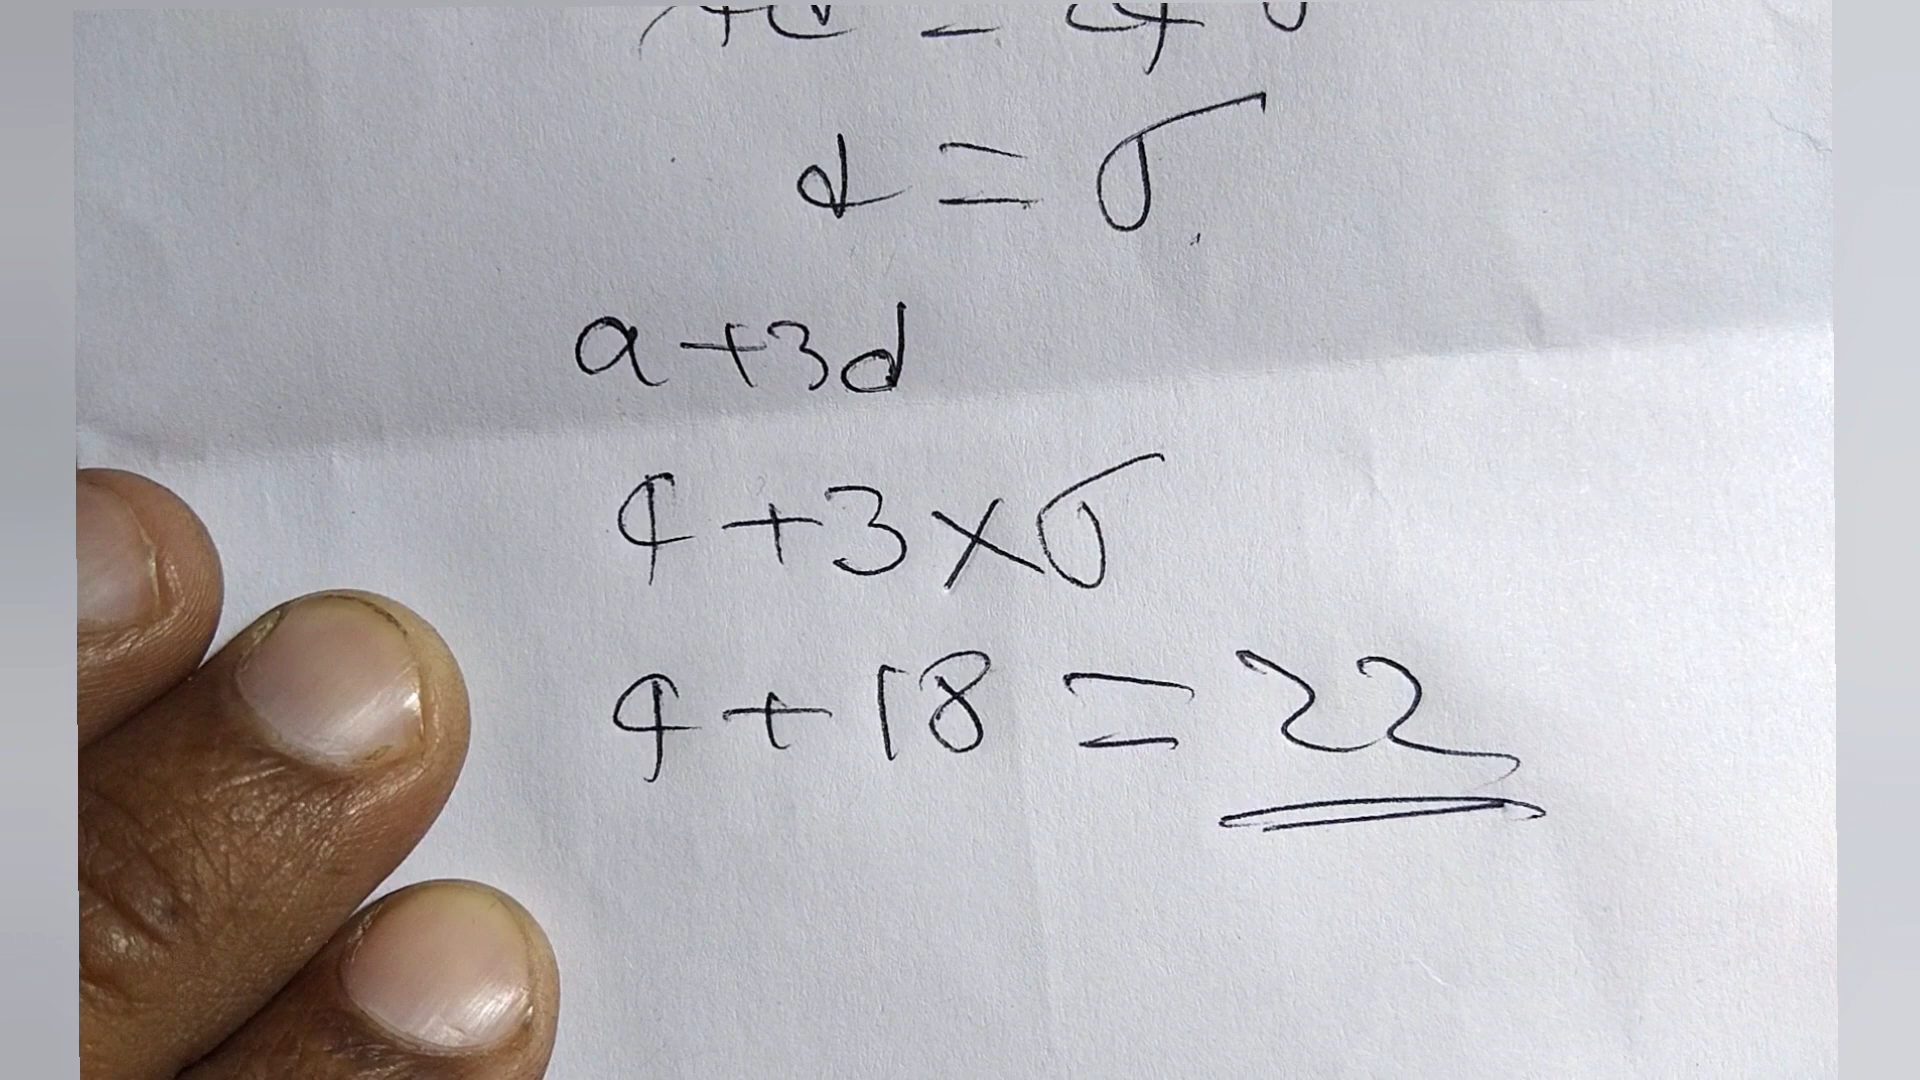 d = 6
a + 3d
4 + 3 × 6
4 + 18 = 22